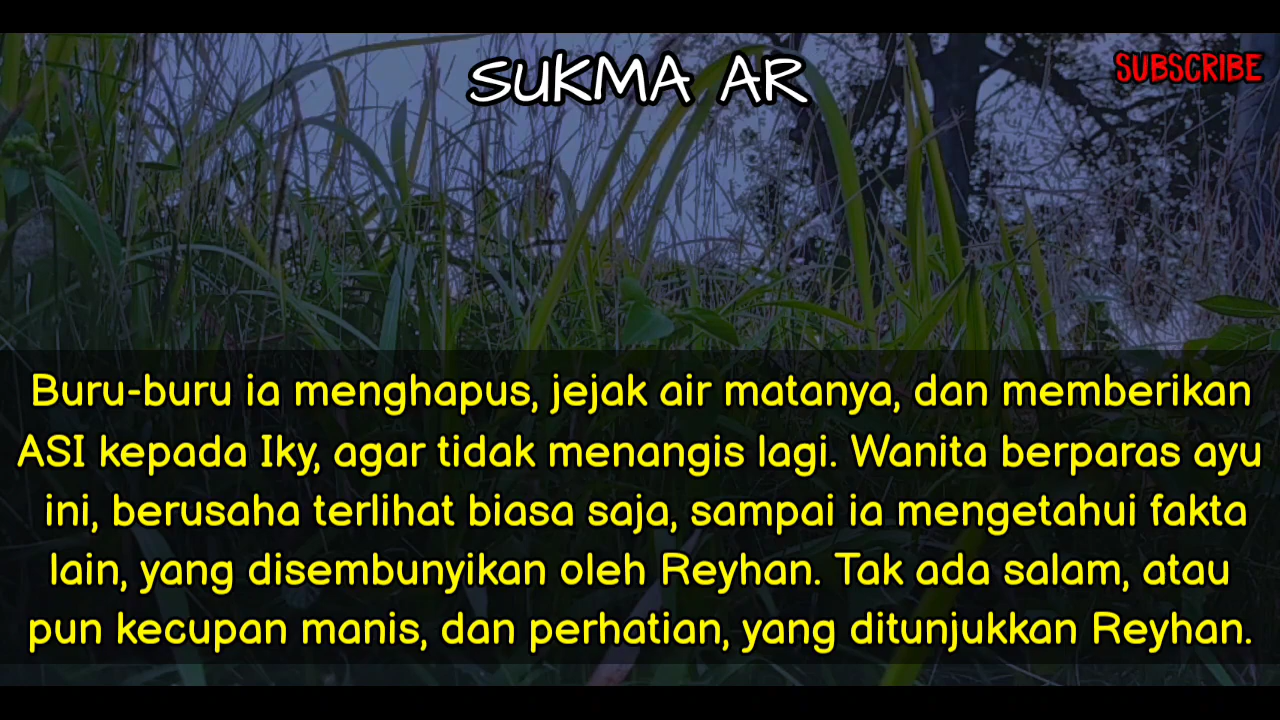 SUKMA AR
SUBSCRIBE
Buru-buru ia menghapus, jejak air matanya, dan memberikan
ASI kepada Iky, agar tidak menangis lagi. Wanita berparas ayu
ini, berusaha terlihat biasa saja, sampai ia mengetahui fakta
lain, yang disembunyikan oleh Reyhan. Tak ada salam, atau
pun kecupan manis, dan perhatian, yang ditunjukkan Reyhan.